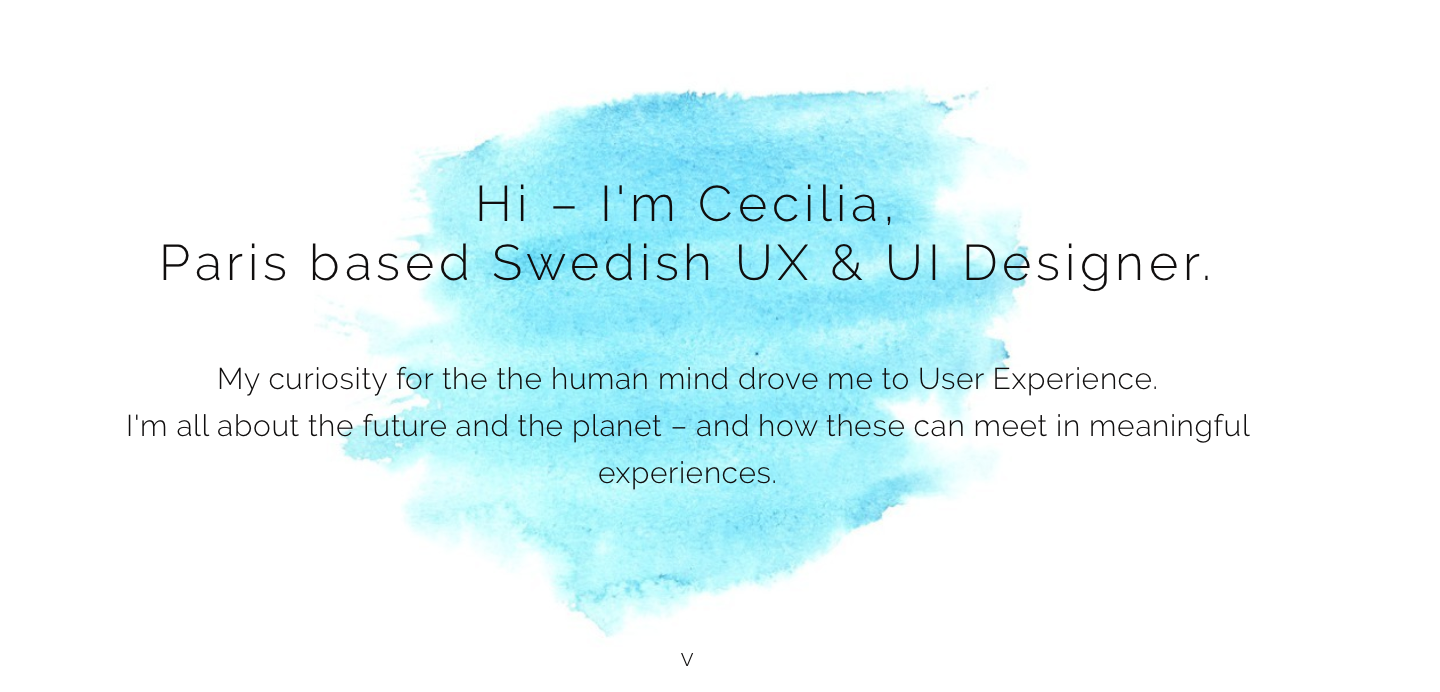 Hi – I'm Cecilia,
Paris based Swedish UX & UI Designer.
My curiosity for the the human mind drove me to User Experience.
I'm all about the future and the planet – and how these can meet in meaningful
experiences.
V